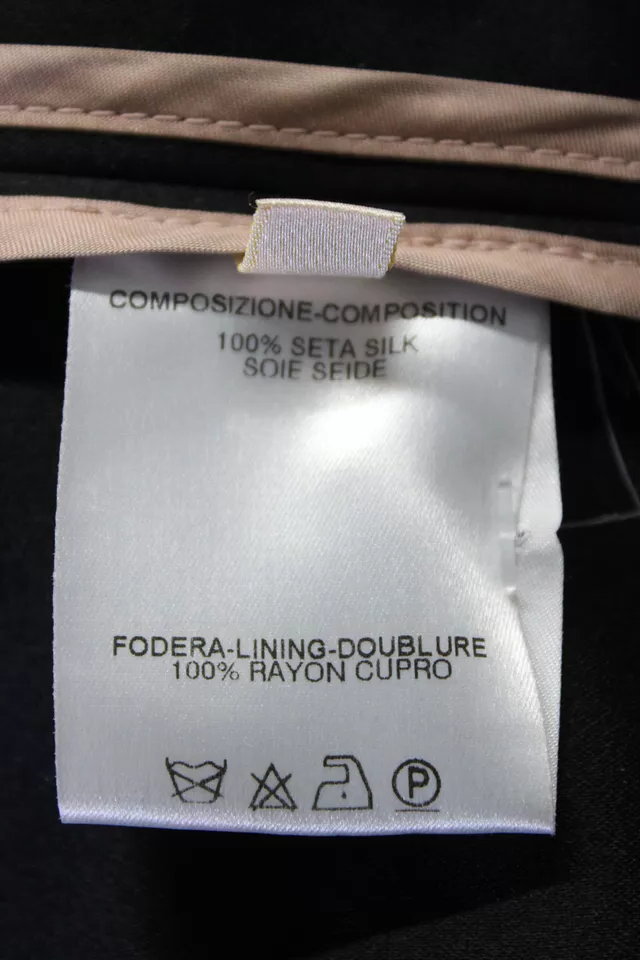 COMPOSIZIONE-COMPOSITION
100% SETA SILK
SOIE SEIDE
FODERA-LINING-DOUBLURE
100% RAYON CUPRO
P